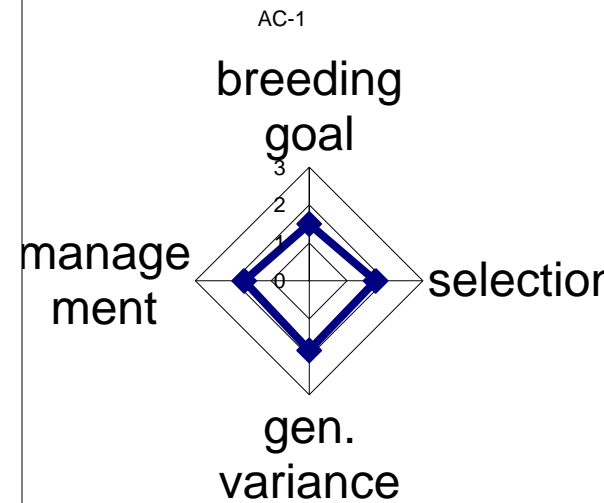 AC-1
breeding
goal
3
2
1
0
manage
ment
selection
gen.
variance